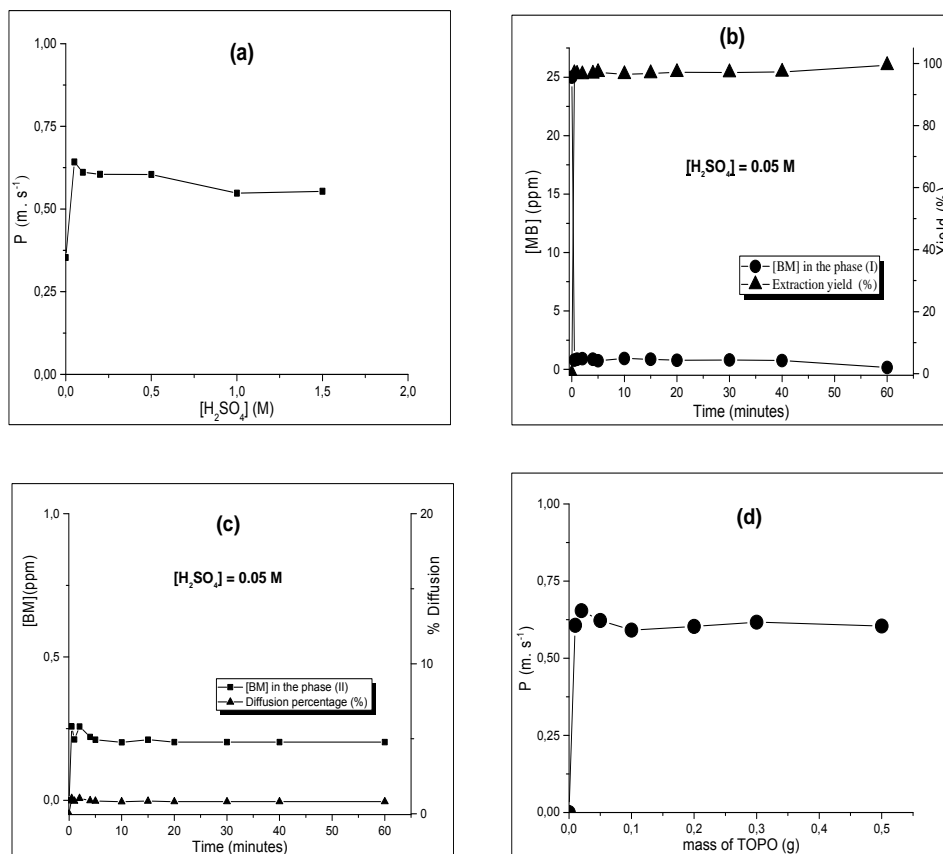 (a)
1,00
0,75
0,50
0,25
0,00
P (m. s⁻¹)
0,0 0,5 1,0 1,5 2,0
[H₂SO₄] (M)
(b)
25
20
15
10
5
0
[MB] (ppm)
100
80
60
40
20
0
Yield (%)
[H₂SO₄] = 0.05 M
[BM] in the phase (I)
Extraction yield (%)
0 10 20 30 40 50 60
Time (minutes)
(c)
1,0
0,5
0,0
[BM](ppm)
20
10
0
% Diffusion
[H₂SO₄] = 0.05 M
[BM] in the phase (II)
Diffusion percentage (%)
0 10 20 30 40 50 60
Time (minutes)
(d)
1,00
0,75
0,50
0,25
0,00
P (m. s⁻¹)
0,0 0,1 0,2 0,3 0,4 0,5
mass of TOPO (g)